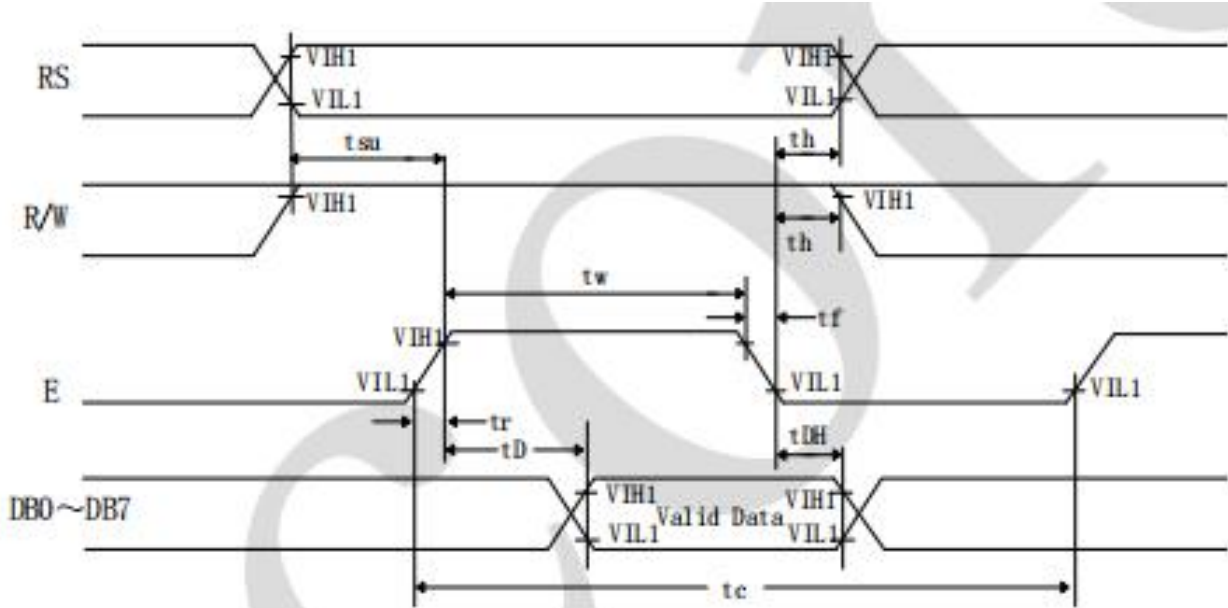 VIH1 VIH1
RS
VIL1 VIL1
tsu th
VIH1 VIH1
R/W
th
tw
tf
VIH1
VIL1 VIL1 VIL1
E
tr
tD tDH
VIH1 VIH1
DB0～DB7 Valid Data
VIL1 VIL1
tc